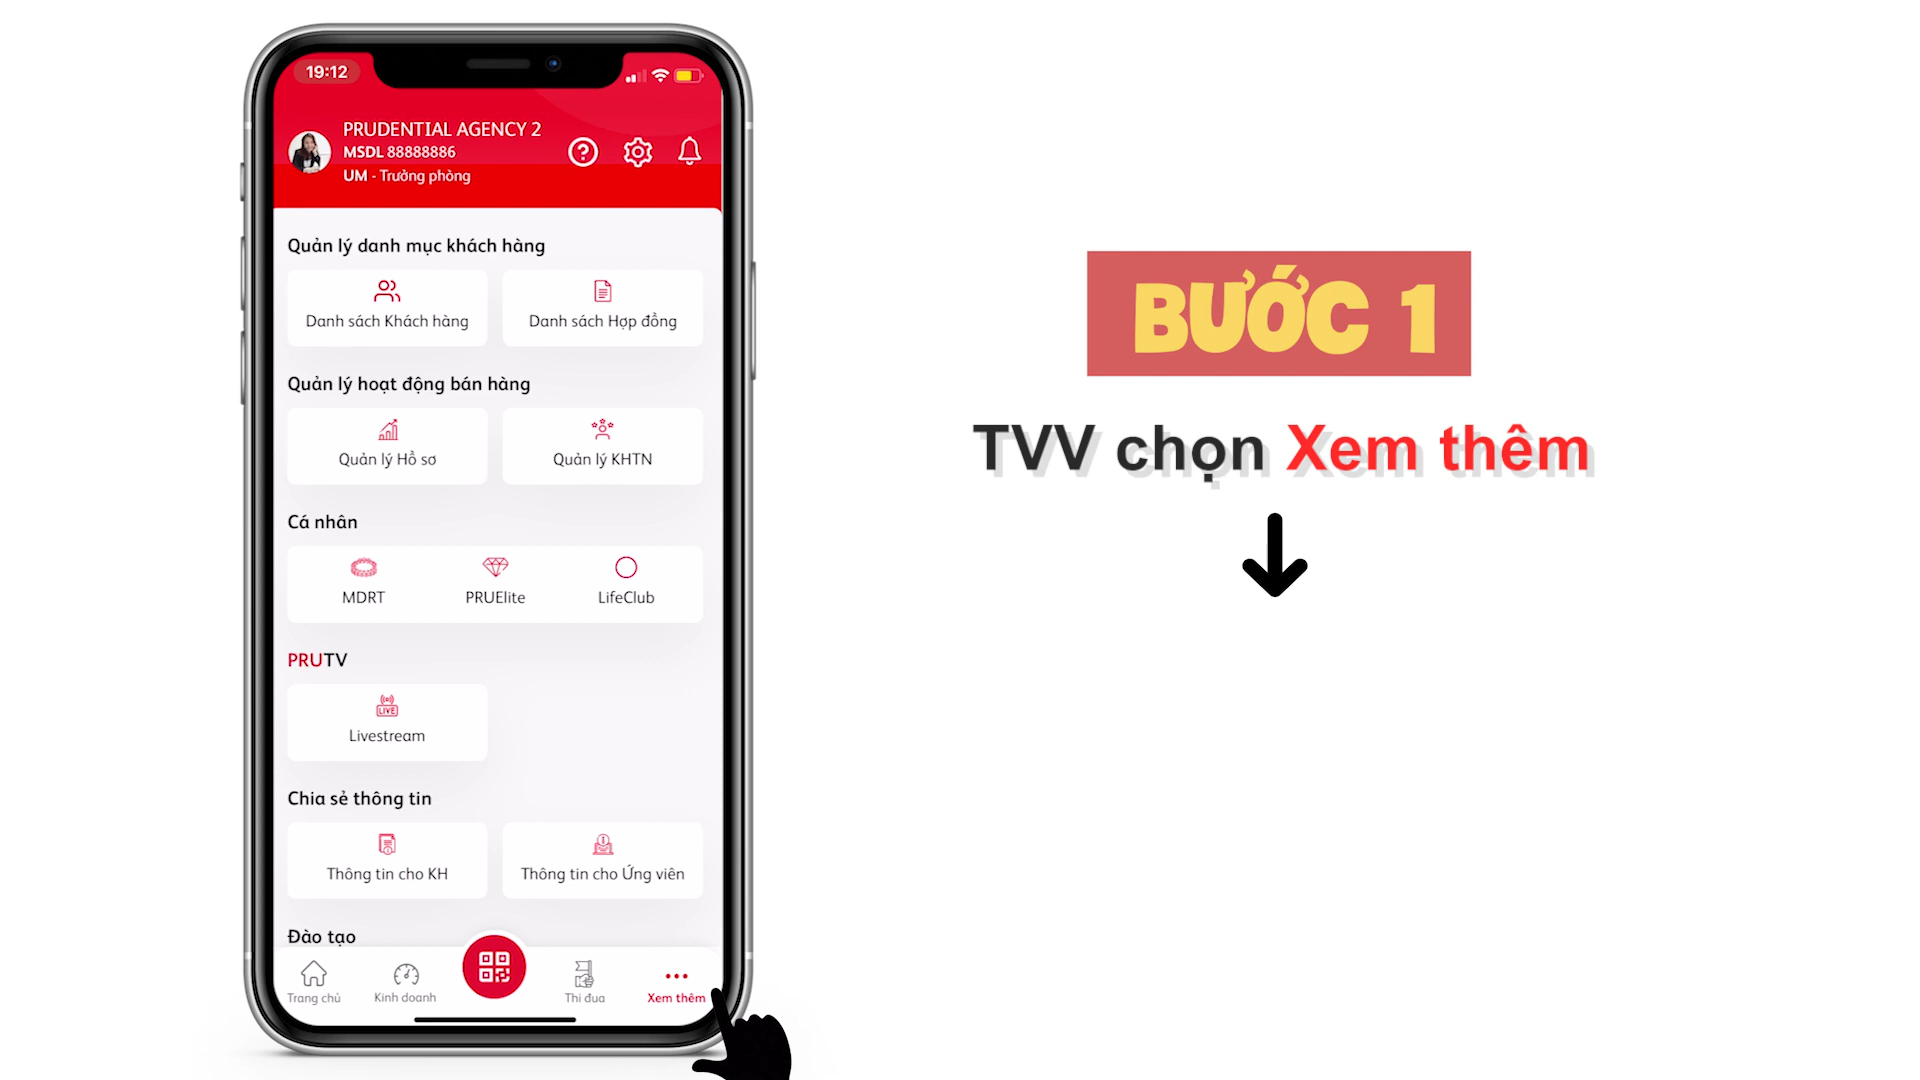 19:12
PRUDENTIAL AGENCY 2
MSDL 88888886
UM - Trưởng phòng
Quản lý danh mục khách hàng
Danh sách Khách hàng
Danh sách Hợp đồng
Quản lý hoạt động bán hàng
Quản lý Hồ sơ
Quản lý KHTN
Cá nhân
MDRT
PRUElite
LifeClub
PRUTV
LIVE
Livestream
Chia sẻ thông tin
Thông tin cho KH
Thông tin cho Ứng viên
Đào tạo
Trang chủ
Kinh doanh
Thi đua
Xem thêm
BƯỚC 1
TVV chọn Xem thêm